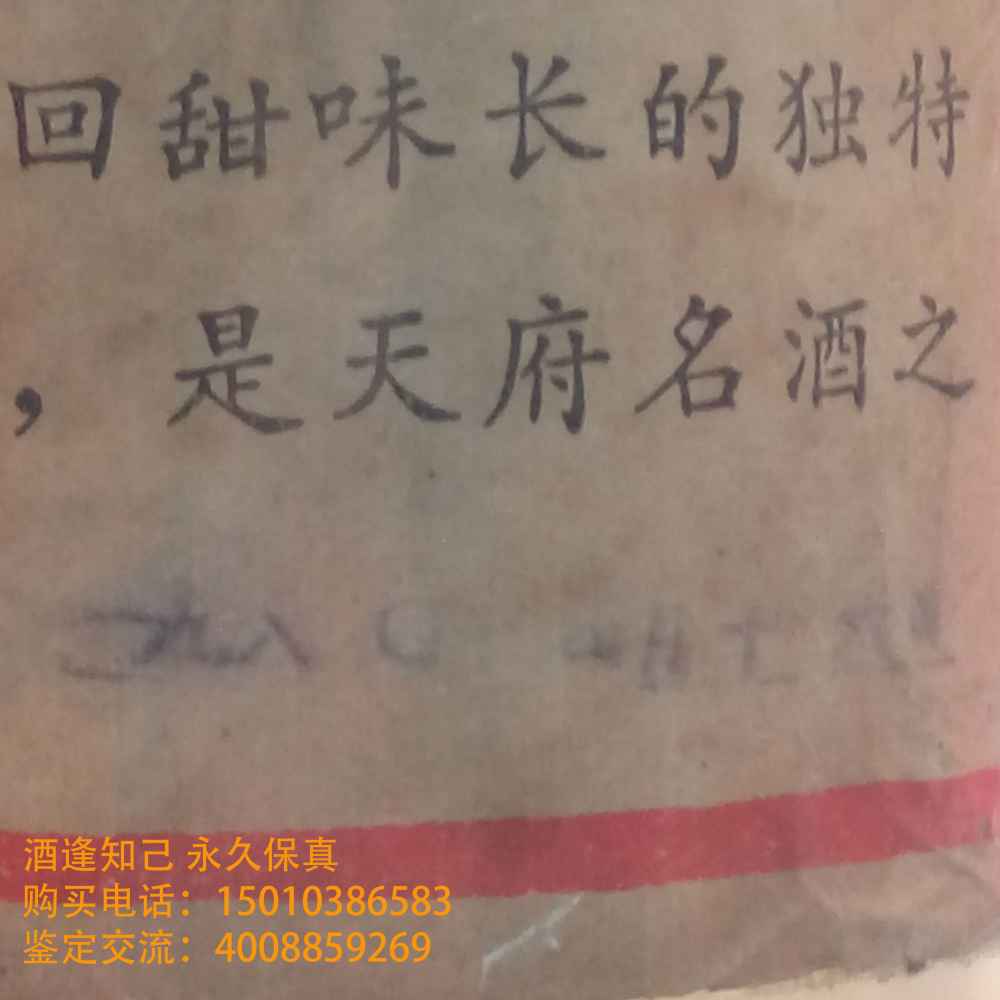 回甜味长的独特
，是天府名酒之
酒逢知己 永久保真
购买电话：15010386583
鉴定交流：4008859269